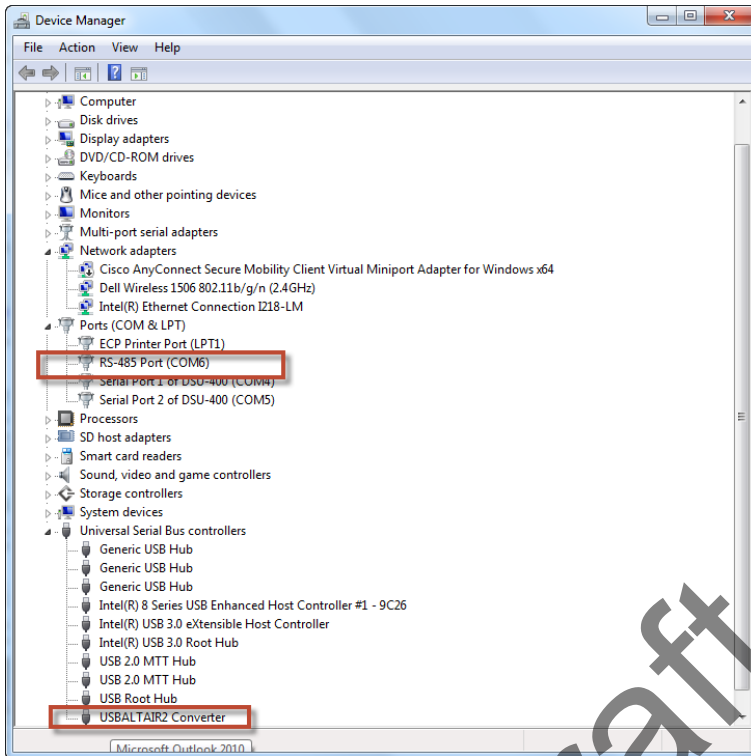 Device Manager
File Action View Help
Computer
Disk drives
Display adapters
DVD/CD-ROM drives
Keyboards
Mice and other pointing devices
Monitors
Multi-port serial adapters
Network adapters
Cisco AnyConnect Secure Mobility Client Virtual Miniport Adapter for Windows x64
Dell Wireless 1506 802.11b/g/n (2.4GHz)
Intel(R) Ethernet Connection I218-LM
Ports (COM & LPT)
ECP Printer Port (LPT1)
RS-485 Port (COM6)
Serial Port 1 of DSU-400 (COM4)
Serial Port 2 of DSU-400 (COM5)
Processors
SD host adapters
Smart card readers
Sound, video and game controllers
Storage controllers
System devices
Universal Serial Bus controllers
Generic USB Hub
Generic USB Hub
Generic USB Hub
Intel(R) 8 Series USB Enhanced Host Controller #1 - 9C26
Intel(R) USB 3.0 eXtensible Host Controller
Intel(R) USB 3.0 Root Hub
USB 2.0 MTT Hub
USB 2.0 MTT Hub
USB Root Hub
USBALTAIR2 Converter
Microsoft Outlook 2010